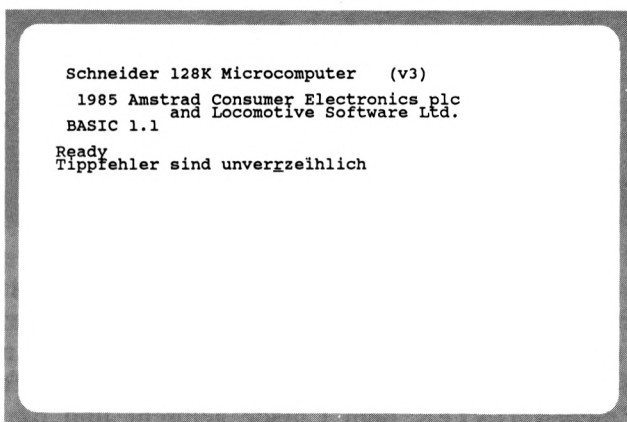 Schneider 128K Microcomputer (v3)
1985 Amstrad Consumer Electronics plc
and Locomotive Software Ltd.
BASIC 1.1
Ready
Tippfehler sind unverrzeihlich